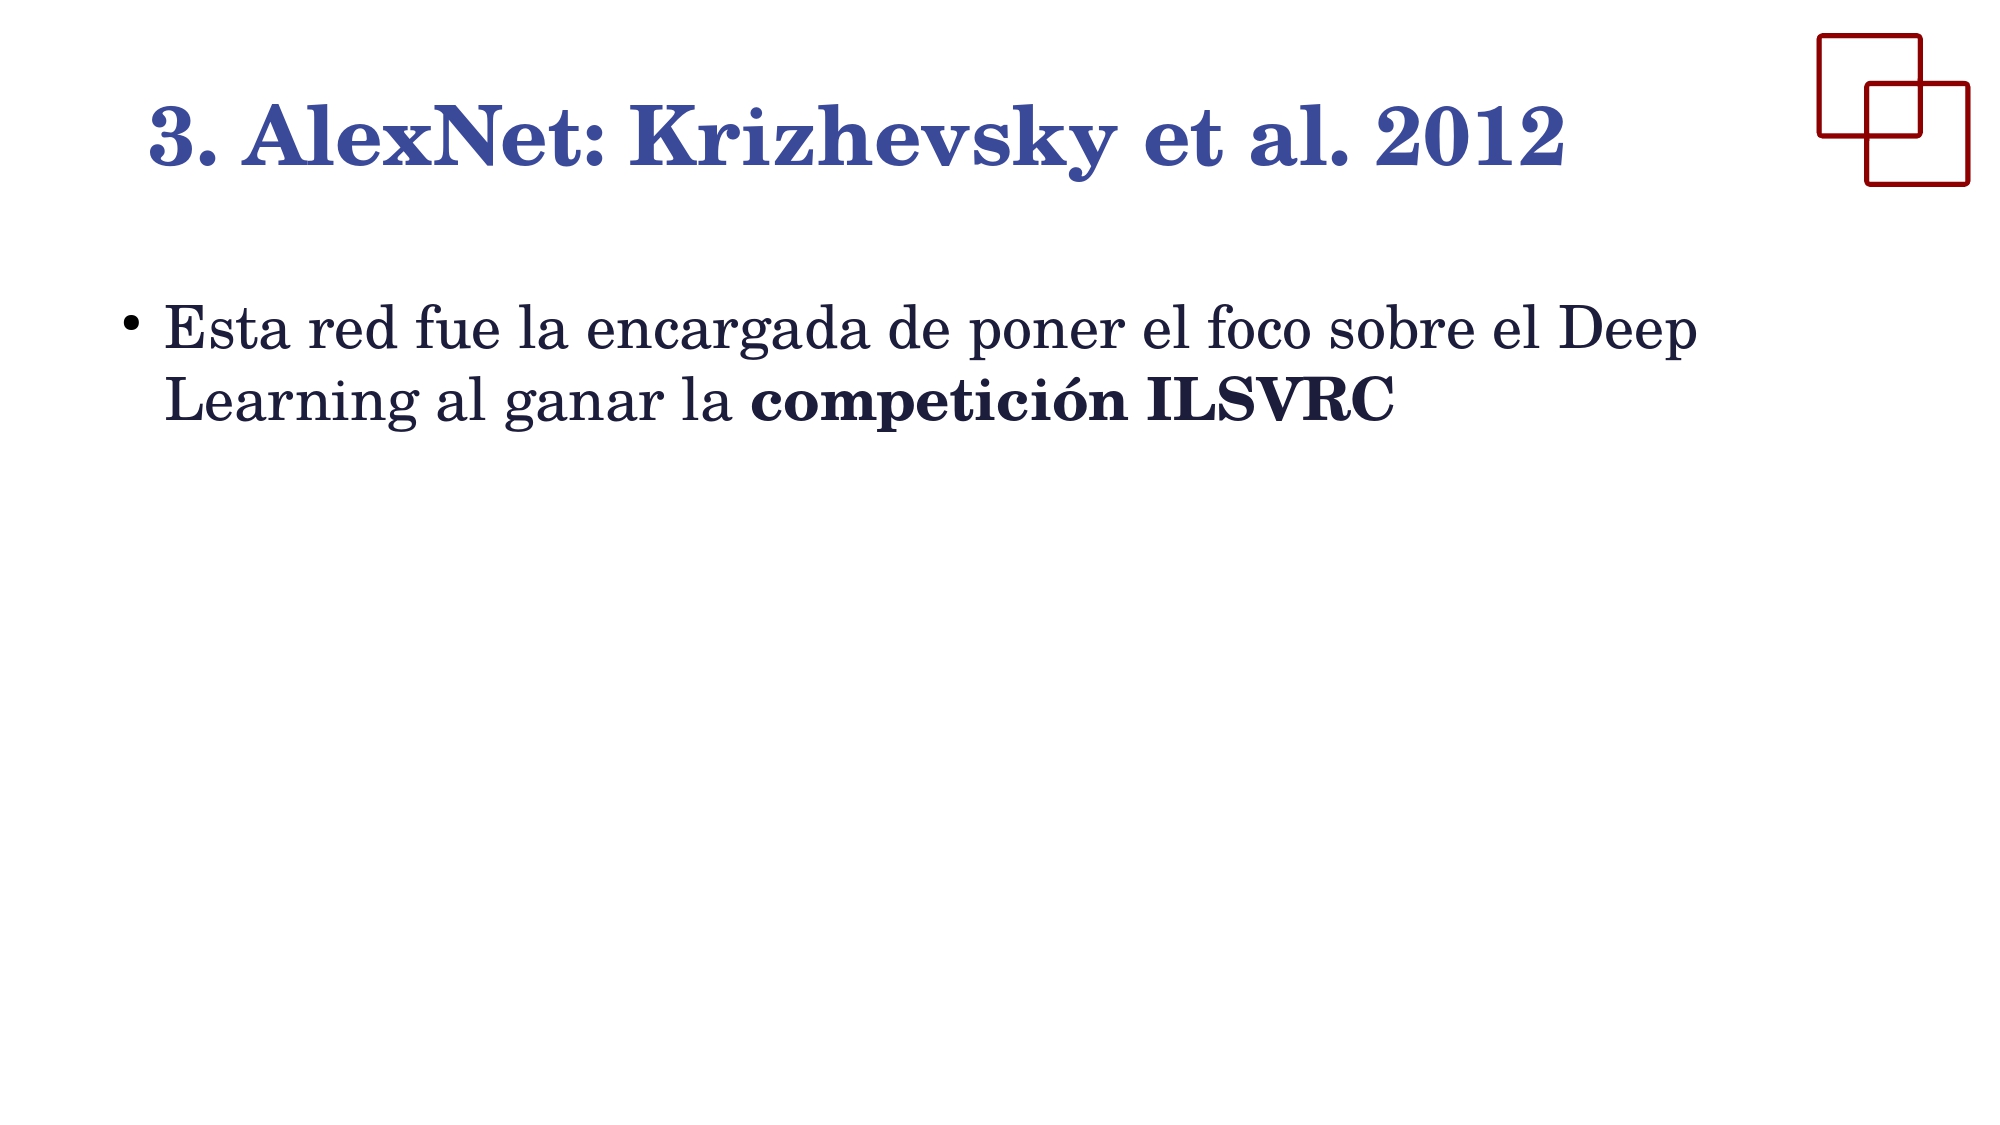 3. AlexNet: Krizhevsky et al. 2012
• Esta red fue la encargada de poner el foco sobre el Deep
Learning al ganar la competición ILSVRC